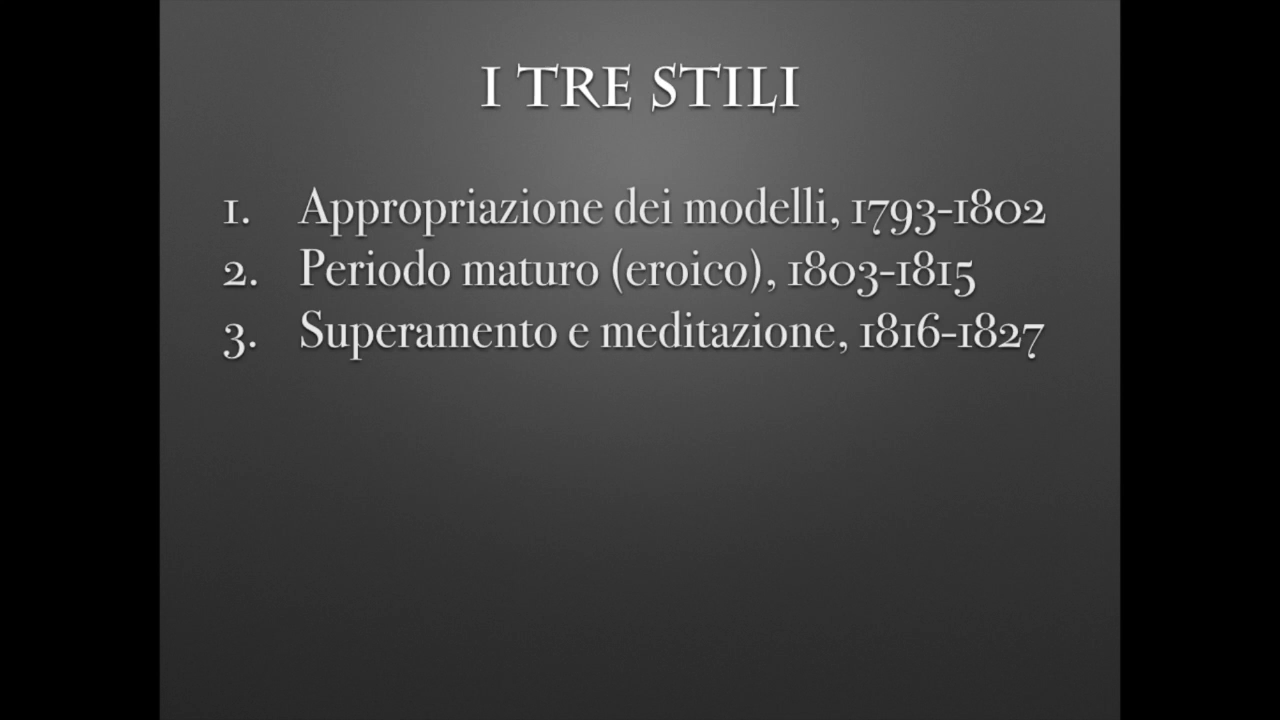 I TRE STILI
1. Appropriazione dei modelli, 1793-1802
2. Periodo maturo (eroico), 1803-1815
3. Superamento e meditazione, 1816-1827